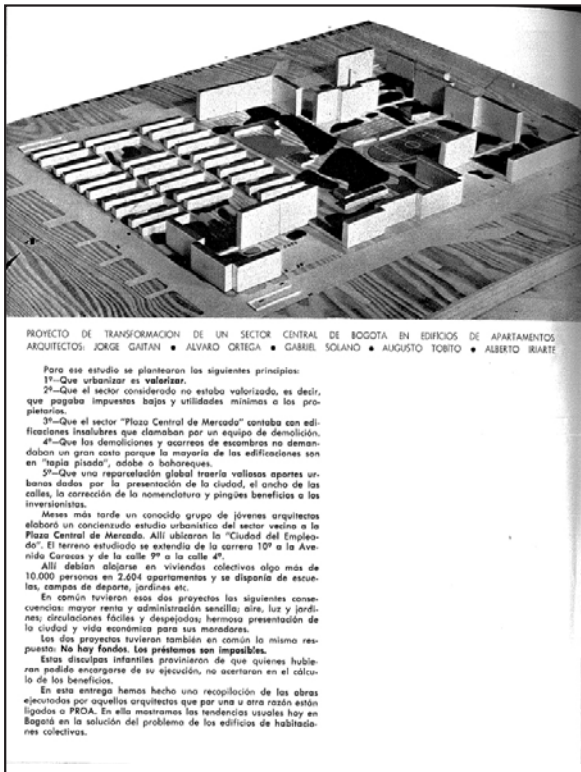 PROYECTO DE TRANSFORMACION DE UN SECTOR CENTRAL DE BOGOTA EN EDIFICIOS DE APARTAMENTOS
ARQUITECTOS: JORGE GAITAN • ALVARO ORTEGA • GABRIEL SOLANO • AUGUSTO TOBITO • ALBERTO IRIARTE
Para ese estudio se plantearon los siguientes principios:
1º—Que urbanizar es valorizar.
2º—Que el sector considerado no estaba valorizado, es decir,
que pagaba impuestos bajos y utilidades mínimas a los pro-
pietarios.
3º—Que el sector "Plaza Central de Mercado" contaba con edi-
ficaciones insalubres que clamaban por un equipo de demolición.
4º—Que las demoliciones y acarreos de escombros no deman-
daban un gran costo porque la mayoría de las edificaciones son
en "tapia pisada", adobe o bahareques.
5º—Que una reparcelación global traería valiosos aportes ur-
banos dados por la presentación de la ciudad, el ancho de las
calles, la corrección de la nomenclatura y pingües beneficios a los
inversionistas.
Meses más tarde un conocido grupo de jóvenes arquitectos
elaboró un concienzudo estudio urbanístico del sector vecino a la
Plaza Central de Mercado. Allí ubicaron la "Ciudad del Emplea-
do". El terreno estudiado se extendía de la carrera 10ª a la Ave-
nida Caracas y de la calle 9ª a la calle 4ª.
Allí debían alojarse en viviendas colectivas algo más de
10.000 personas en 2.604 apartamentos y se disponía de escue-
las, campos de deporte, jardines etc.
En común tuvieron esos dos proyectos las siguientes conse-
cuencias: mayor renta y administración sencilla; aire, luz y jardi-
nes; circulaciones fáciles y despejadas; hermosa presentación de
la ciudad y vida económica para sus moradores.
Los dos proyectos tuvieron también en común la misma res-
puesta: No hay fondos. Los préstamos son imposibles.
Estas disculpas infantiles provinieron de que quienes hubie-
ran podido encargarse de su ejecución, no acertaron en el cálcu-
lo de los beneficios.
En esta entrega hemos hecho una recopilación de las obras
ejecutadas por aquellos arquitectos que por una u otra razón están
ligados a PROA. En ella mostramos las tendencias usuales hoy en
Bogotá en la solución del problema de los edificios de habitacio-
nes colectivas.